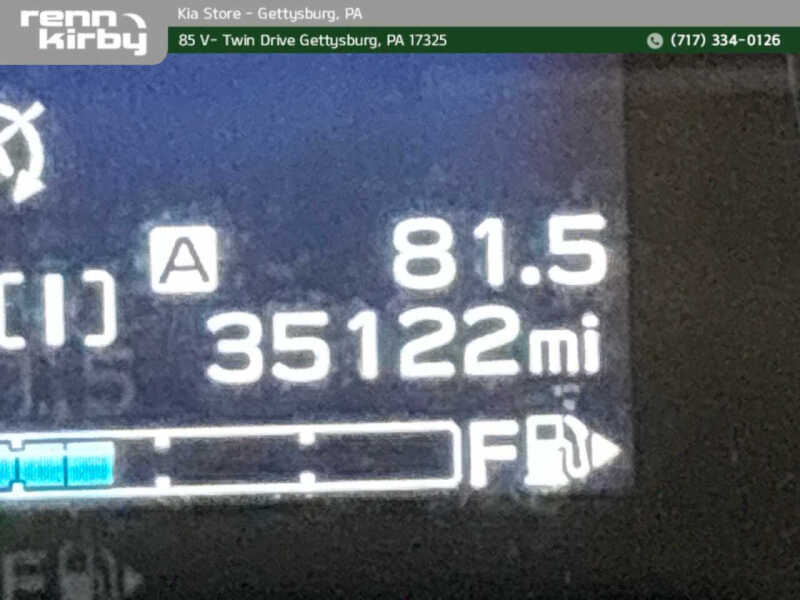 renn kirby
Kia Store - Gettysburg, PA
85 V- Twin Drive Gettysburg, PA 17325
(717) 334-0126
A 81.5
[I]
35122mi
F
F